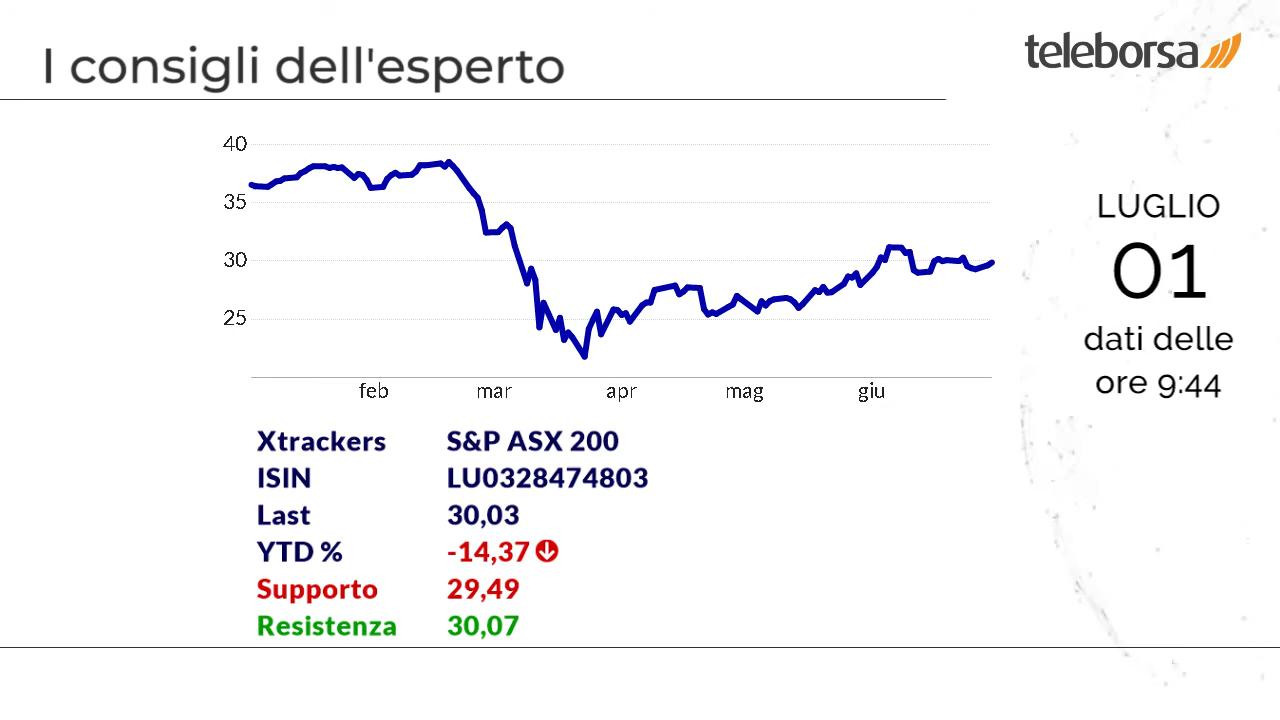 I consigli dell'esperto
teleborsa
40
35
30
25
feb mar apr mag giu
LUGLIO
01
dati delle
ore 9:44
Xtrackers S&P ASX 200
ISIN LU0328474803
Last 30,03
YTD % -14,37
Supporto 29,49
Resistenza 30,07